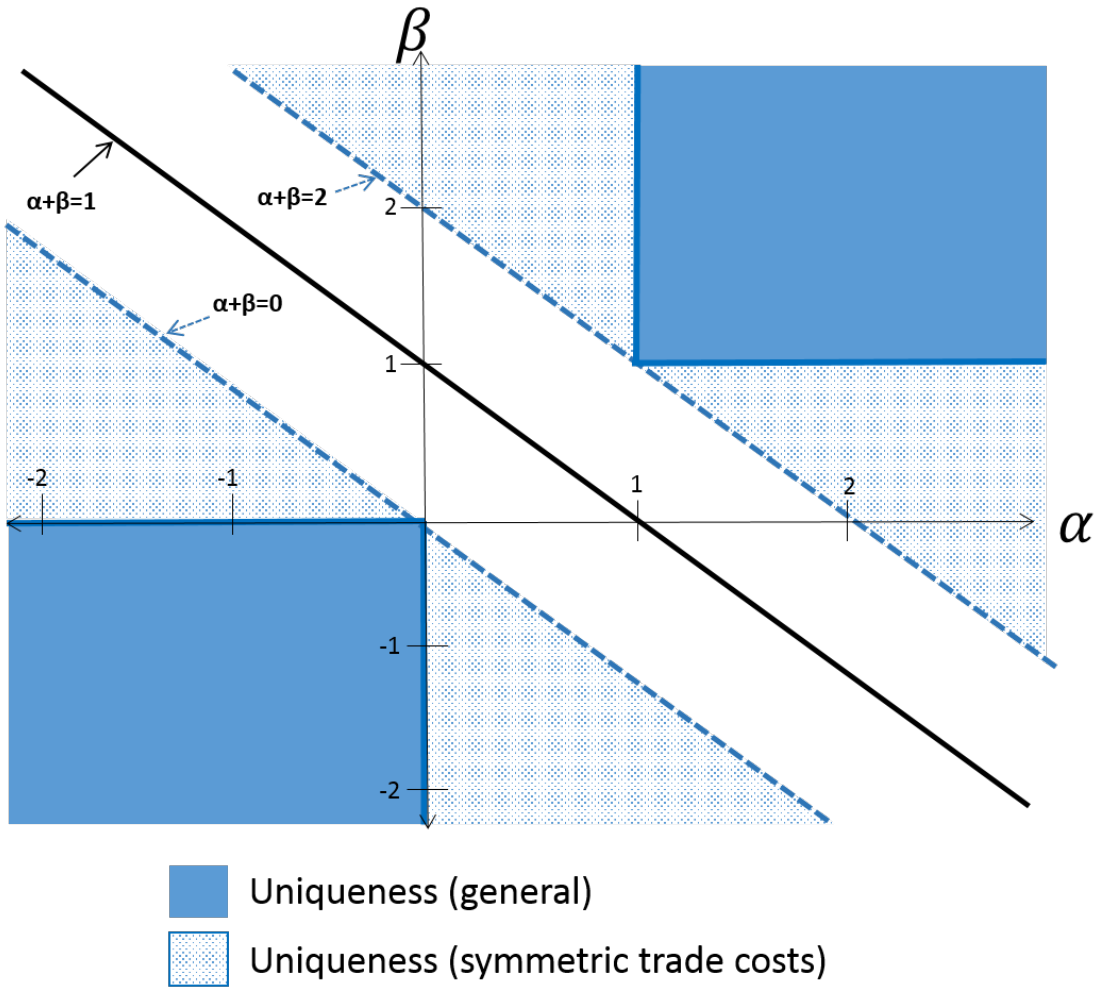 β
α+β=1
α+β=2
2
α+β=0
1
-2
-1
1
2
α
-1
-2
Uniqueness (general)
Uniqueness (symmetric trade costs)